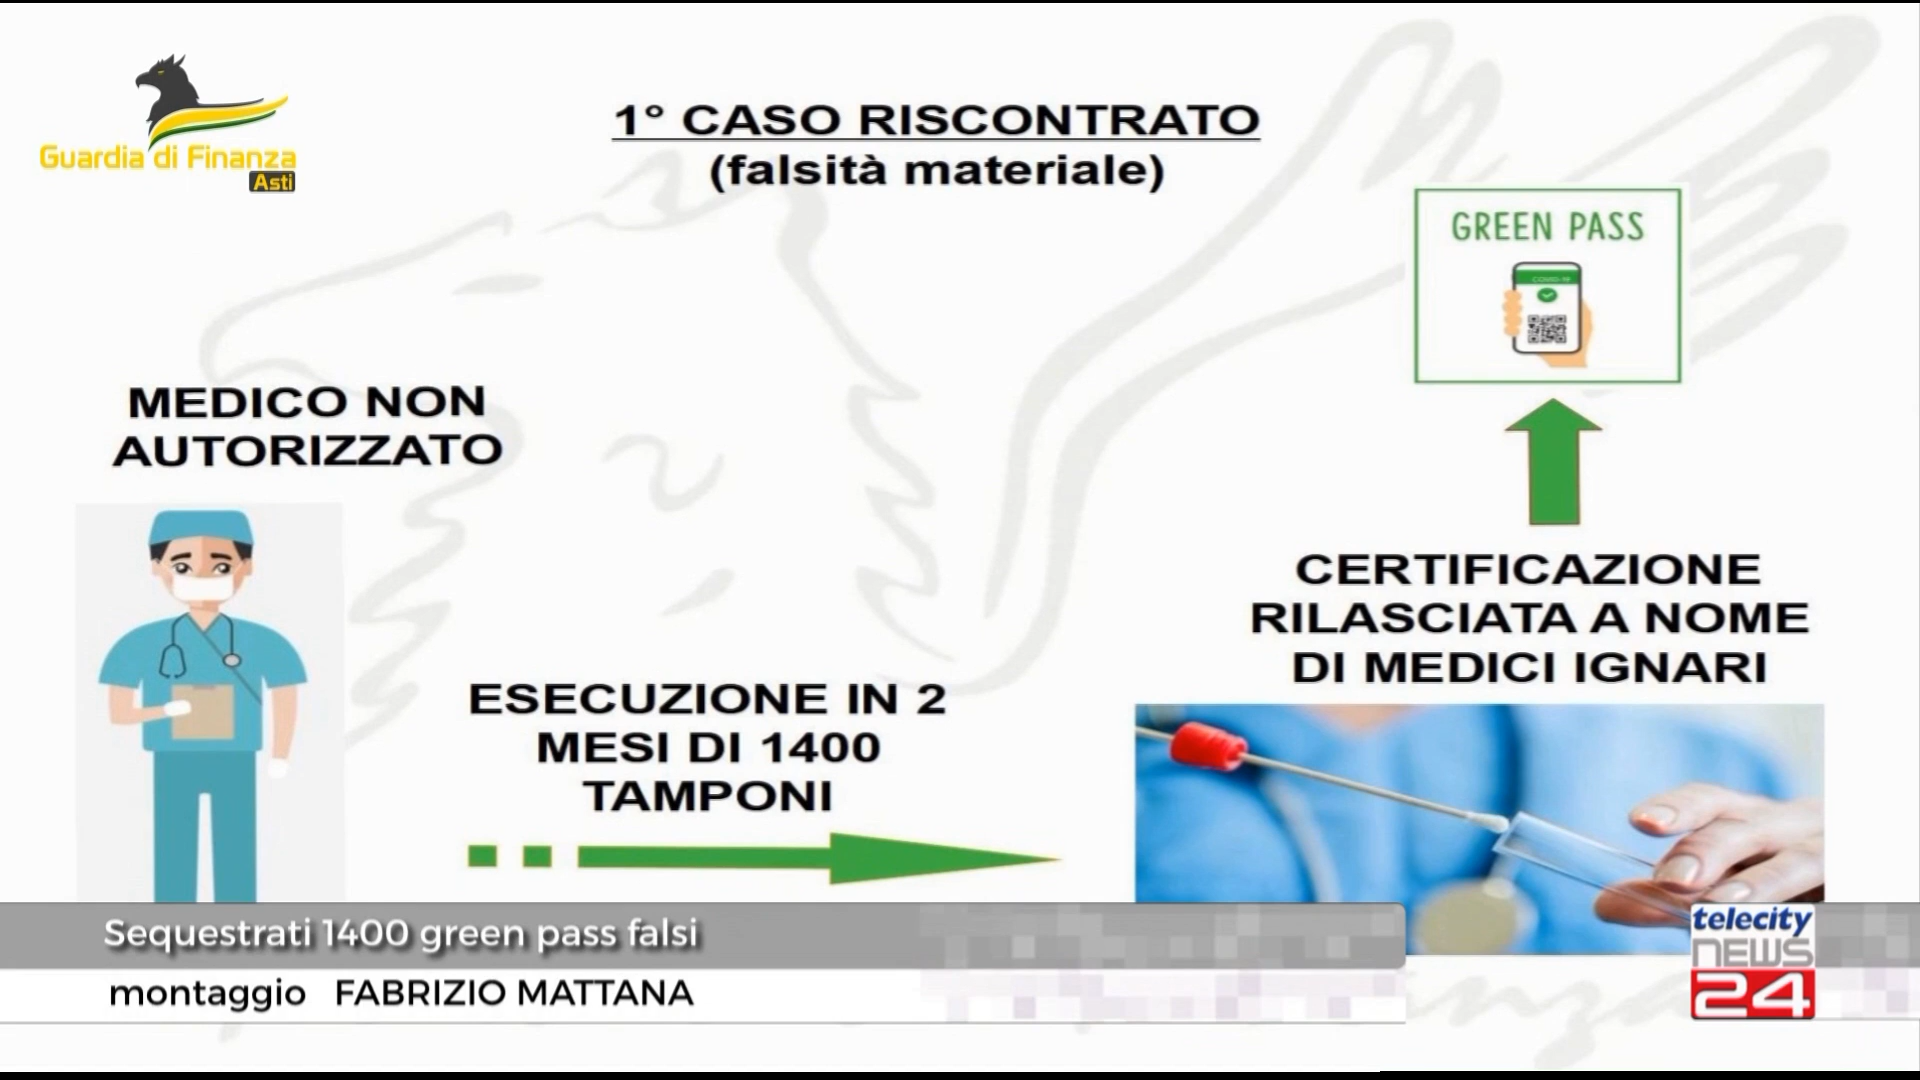 Guardia di Finanza
Asti
1° CASO RISCONTRATO
(falsità materiale)
GREEN PASS
COVID-19
MEDICO NON
AUTORIZZATO
ESECUZIONE IN 2
MESI DI 1400
TAMPONI
CERTIFICAZIONE
RILASCIATA A NOME
DI MEDICI IGNARI
Sequestrati 1400 green pass falsi
montaggio FABRIZIO MATTANA
telecity
NEWS
24